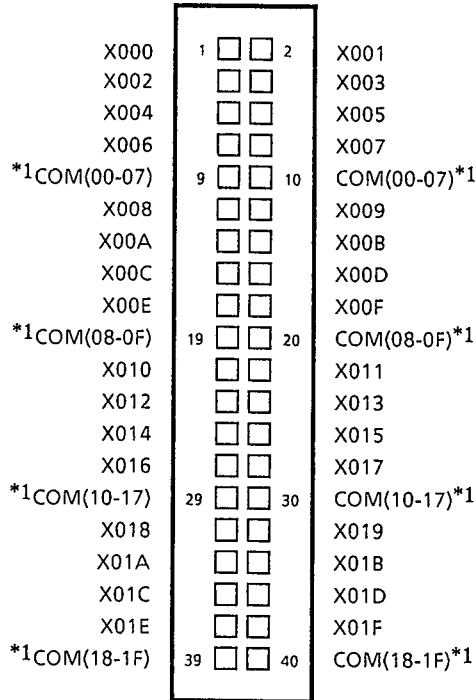 X000 1 2 X001
X002 X003
X004 X005
X006 X007
*1COM(00-07) 9 10 COM(00-07)*1
X008 X009
X00A X00B
X00C X00D
X00E X00F
*1COM(08-0F) 19 20 COM(08-0F)*1
X010 X011
X012 X013
X014 X015
X016 X017
*1COM(10-17) 29 30 COM(10-17)*1
X018 X019
X01A X01B
X01C X01D
X01E X01F
*1COM(18-1F) 39 40 COM(18-1F)*1